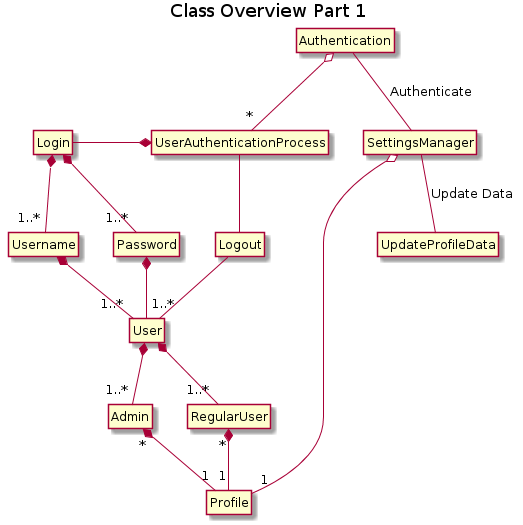 Class Overview Part 1
Authentication
Authenticate
*
Login
UserAuthenticationProcess
SettingsManager
Update Data
1..*
1..*
Username
Password
Logout
UpdateProfileData
1..*
1..*
User
1..*
1..*
Admin
RegularUser
*
*
1
1
1
Profile